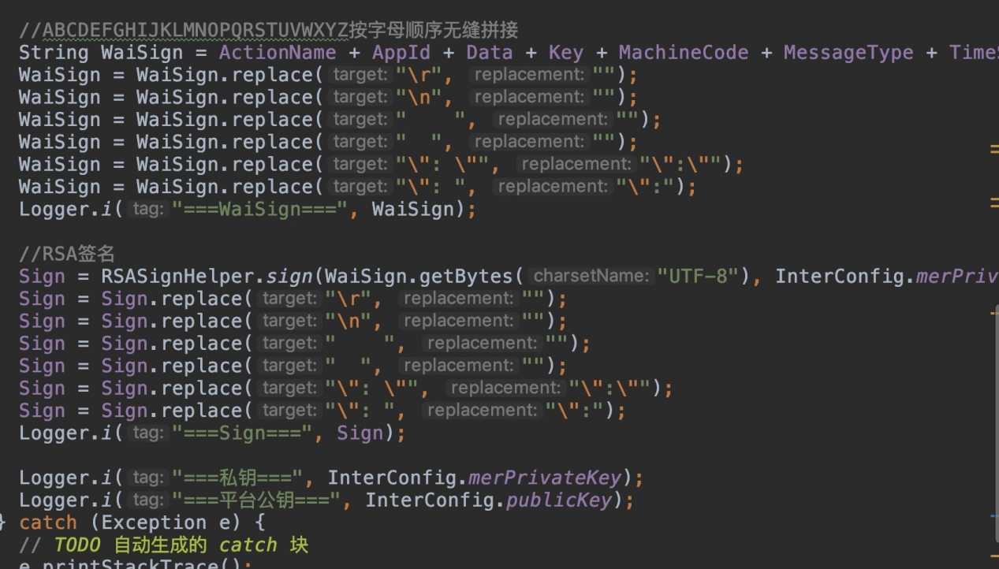 //ABCDEFGHIJKLMNOPQRSTUVWXYZ按字母顺序无缝拼接
String WaiSign = ActionName + AppId + Data + Key + MachineCode + MessageType + Time
WaiSign = WaiSign.replace( target: "\r", replacement: "");
WaiSign = WaiSign.replace( target: "\n", replacement: "");
WaiSign = WaiSign.replace( target: "    ", replacement: "");
WaiSign = WaiSign.replace( target: "  ", replacement: "");
WaiSign = WaiSign.replace( target: "\": \"", replacement: "\":\"");
WaiSign = WaiSign.replace( target: "\": ", replacement: "\":");
Logger.i( tag: "===WaiSign===", WaiSign);
//RSA签名
Sign = RSASignHelper.sign(WaiSign.getBytes( charsetName: "UTF-8"), InterConfig.merPriv
Sign = Sign.replace( target: "\r", replacement: "");
Sign = Sign.replace( target: "\n", replacement: "");
Sign = Sign.replace( target: "    ", replacement: "");
Sign = Sign.replace( target: "  ", replacement: "");
Sign = Sign.replace( target: "\": \"", replacement: "\":\"");
Sign = Sign.replace( target: "\": ", replacement: "\":");
Logger.i( tag: "===Sign===", Sign);
Logger.i( tag: "===私钥===", InterConfig.merPrivateKey);
Logger.i( tag: "===平台公钥===", InterConfig.publicKey);
} catch (Exception e) {
// TODO 自动生成的 catch 块
e.printStackTrace();